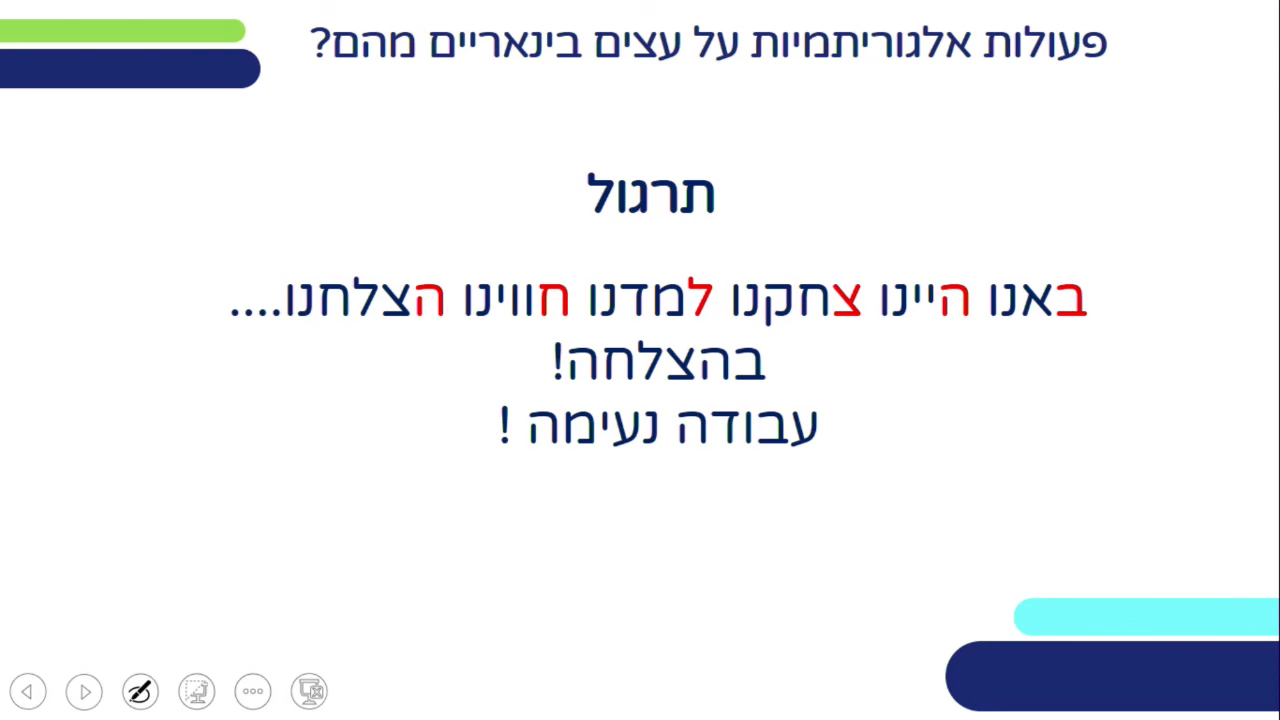 פעולות אלגוריתמיות על עצים בינאריים מהם?
תרגול
באנו היינו צחקנו למדנו חווינו הצלחנו....
בהצלחה!
עבודה נעימה !